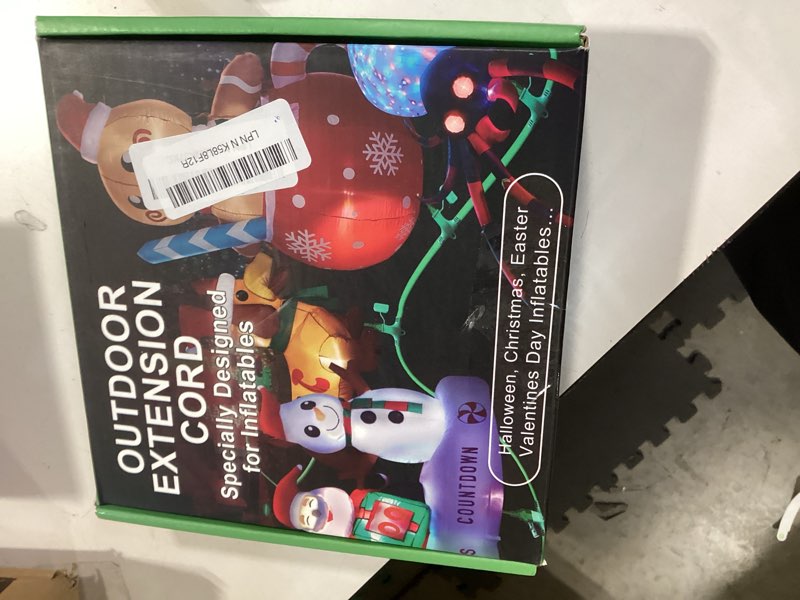 OUTDOOR
EXTENSION
CORD
Specially Designed
for Inflatables
LPN N K58L8F12R
COUNTDOWN
S
Halloween, Christmas, Easter
Valentines Day Inflatables...